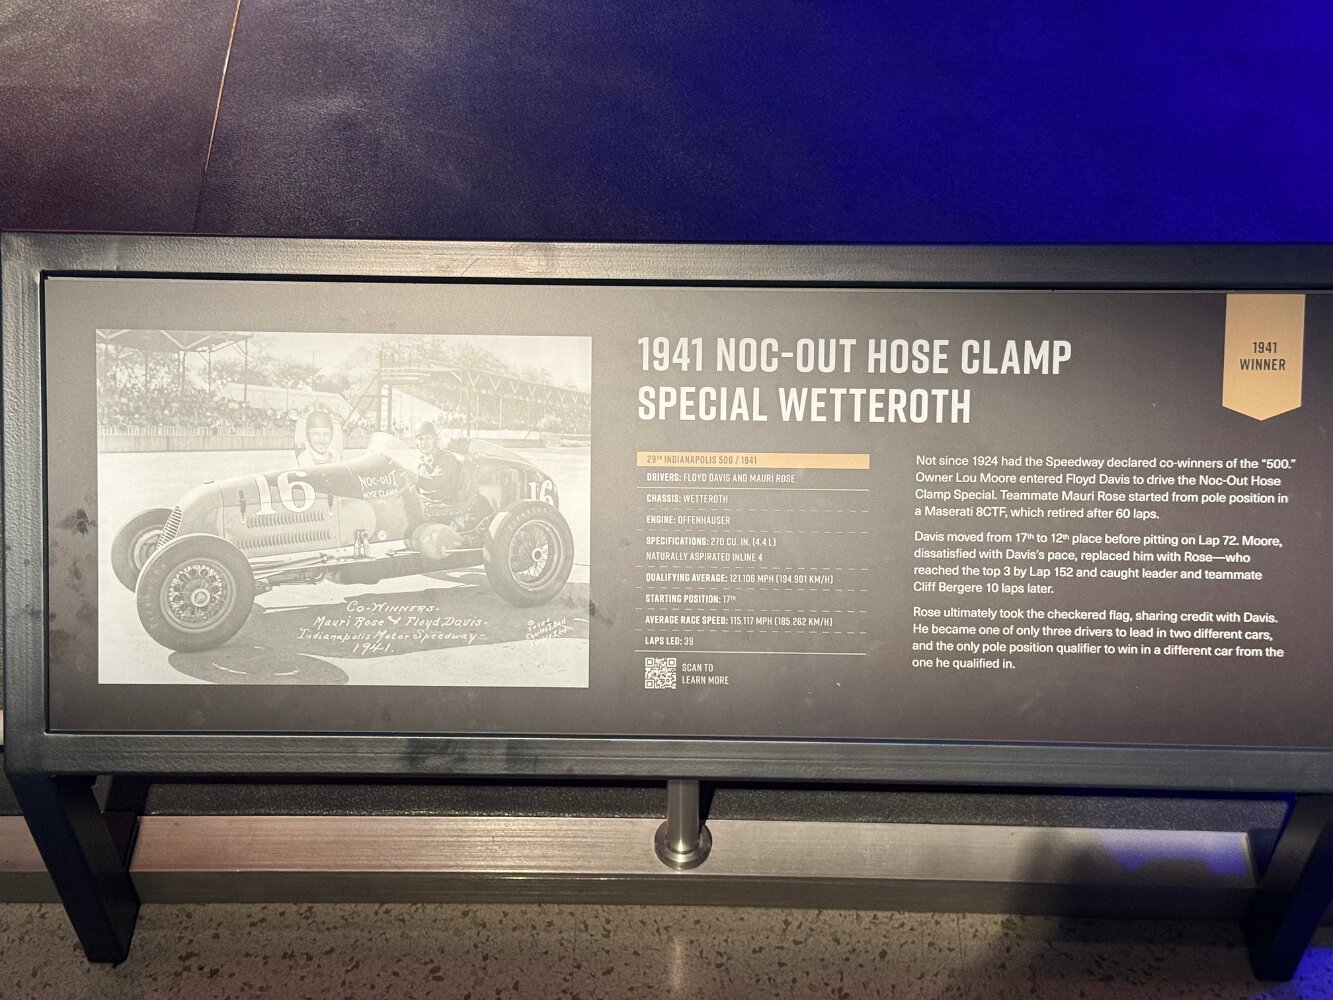 1941 NOC-OUT HOSE CLAMP
SPECIAL WETTEROTH
1941
WINNER
29TH INDIANAPOLIS 500 / 1941
DRIVERS: FLOYD DAVIS AND MAURI ROSE
CHASSIS: WETTEROTH
ENGINE: OFFENHAUSER
SPECIFICATIONS: 270 CU. IN. (4.4 L)
NATURALLY ASPIRATED INLINE 4
QUALIFYING AVERAGE: 121.106 MPH (194.901 KM/H)
STARTING POSITION: 17TH
AVERAGE RACE SPEED: 115.117 MPH (185.262 KM/H)
LAPS LED: 39
SCAN TO
LEARN MORE
Not since 1924 had the Speedway declared co-winners of the “500.”
Owner Lou Moore entered Floyd Davis to drive the Noc-Out Hose
Clamp Special. Teammate Mauri Rose started from pole position in
a Maserati 8CTF, which retired after 60 laps.
Davis moved from 17th to 12th place before pitting on Lap 72. Moore,
dissatisfied with Davis’s pace, replaced him with Rose—who
reached the top 3 by Lap 152 and caught leader and teammate
Cliff Bergere 10 laps later.
Rose ultimately took the checkered flag, sharing credit with Davis.
He became one of only three drivers to lead in two different cars,
and the only pole position qualifier to win in a different car from the
one he qualified in.
16
NOC-OUT
HOSE CLAMP
16
Co-Winners-
Mauri Rose & Floyd Davis-
Indianapolis Motor Speedway-
1941.